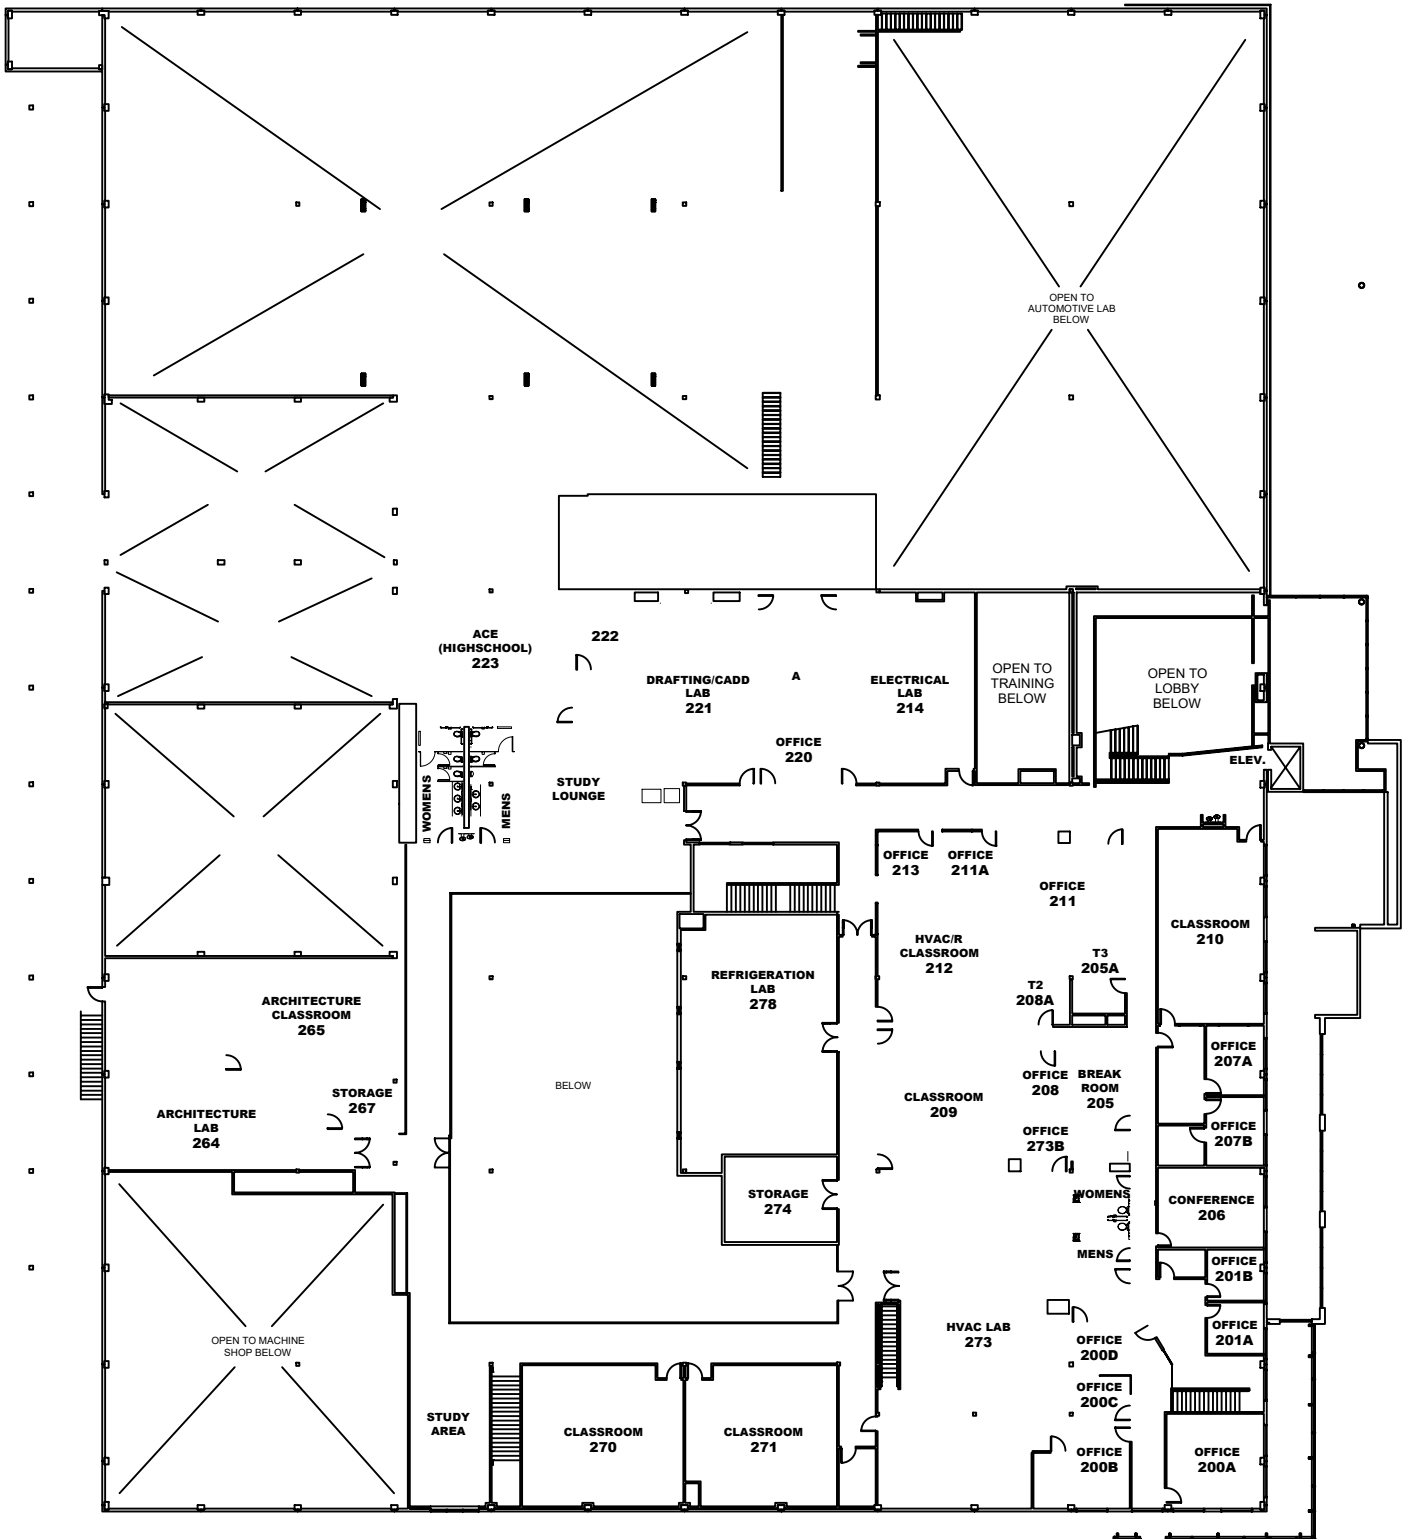 OPEN TO
AUTOMOTIVE LAB
BELOW
ACE
(HIGHSCHOOL)
223
222
DRAFTING/CADD
LAB
221
A
ELECTRICAL
LAB
214
OPEN TO
TRAINING
BELOW
OPEN TO
LOBBY
BELOW
OFFICE
220
ELEV.
WOMENS
MENS
STUDY
LOUNGE
OFFICE
213
OFFICE
211A
OFFICE
211
CLASSROOM
210
HVAC/R
CLASSROOM
212
T3
205A
T2
208A
REFRIGERATION
LAB
278
ARCHITECTURE
CLASSROOM
265
OFFICE
207A
BELOW
OFFICE
208
BREAK
ROOM
205
STORAGE
267
CLASSROOM
209
ARCHITECTURE
LAB
264
OFFICE
207B
OFFICE
273B
STORAGE
274
WOMENS
CONFERENCE
206
MENS
OFFICE
201B
OPEN TO MACHINE
SHOP BELOW
HVAC LAB
273
OFFICE
200D
OFFICE
201A
OFFICE
200C
STUDY
AREA
CLASSROOM
270
CLASSROOM
271
OFFICE
200B
OFFICE
200A